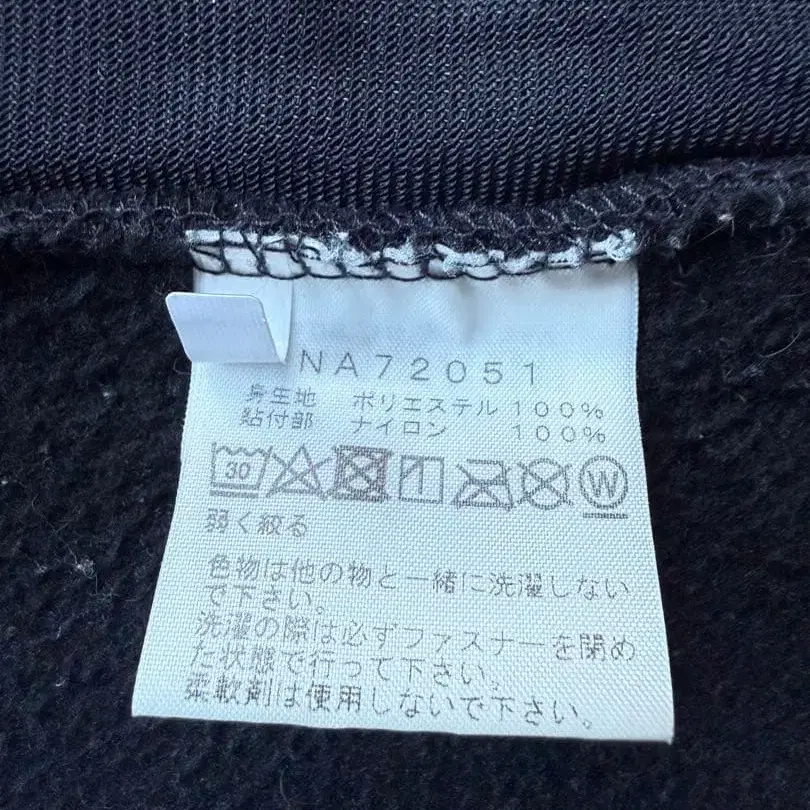 NA72051
身生地 ポリエステル 100%
貼付部 ナイロン 100%
30 W
弱く絞る
色物は他の物と一緒に洗濯しない
で下さい。
洗濯の際は必ずファスナーを閉め
た状態で行って下さい。
柔軟剤は使用しないで下さい。